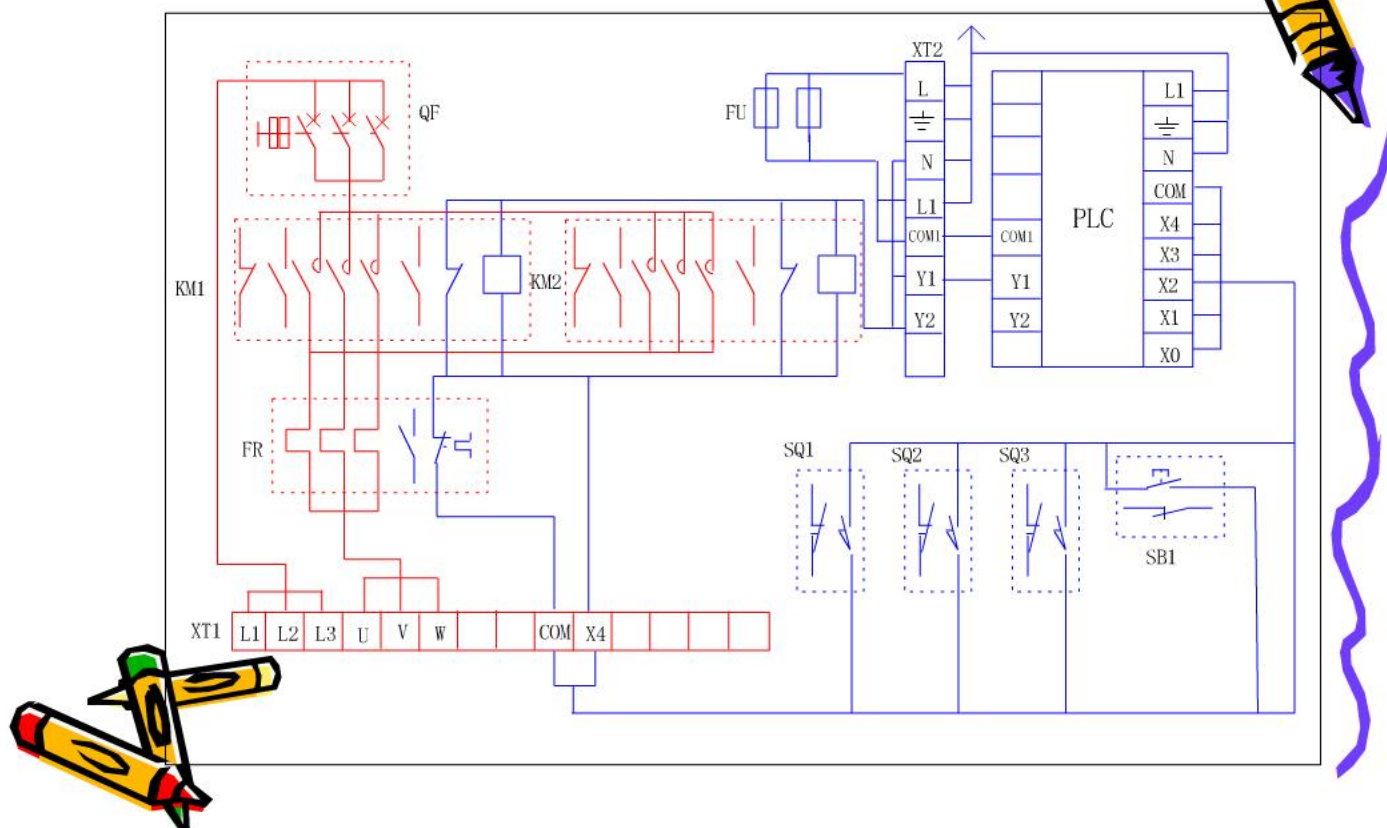 QF
KM1
KM2
FR
XT1
L1 L2 L3 U V W COM X4
FU
XT2
L
N
L1
COM1
Y1
Y2
COM1
Y1
Y2
PLC
L1
N
COM
X4
X3
X2
X1
X0
SQ1
SQ2
SQ3
SB1